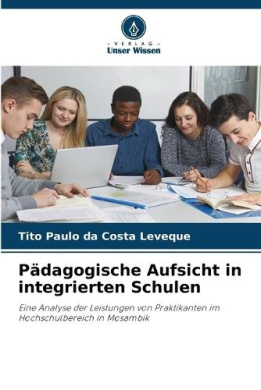 - VERLAG -
Unser Wissen
Tito Paulo da Costa Leveque
Pädagogische Aufsicht in
integrierten Schulen
Eine Analyse der Leistungen von Praktikanten im
Hochschulbereich in Mosambik